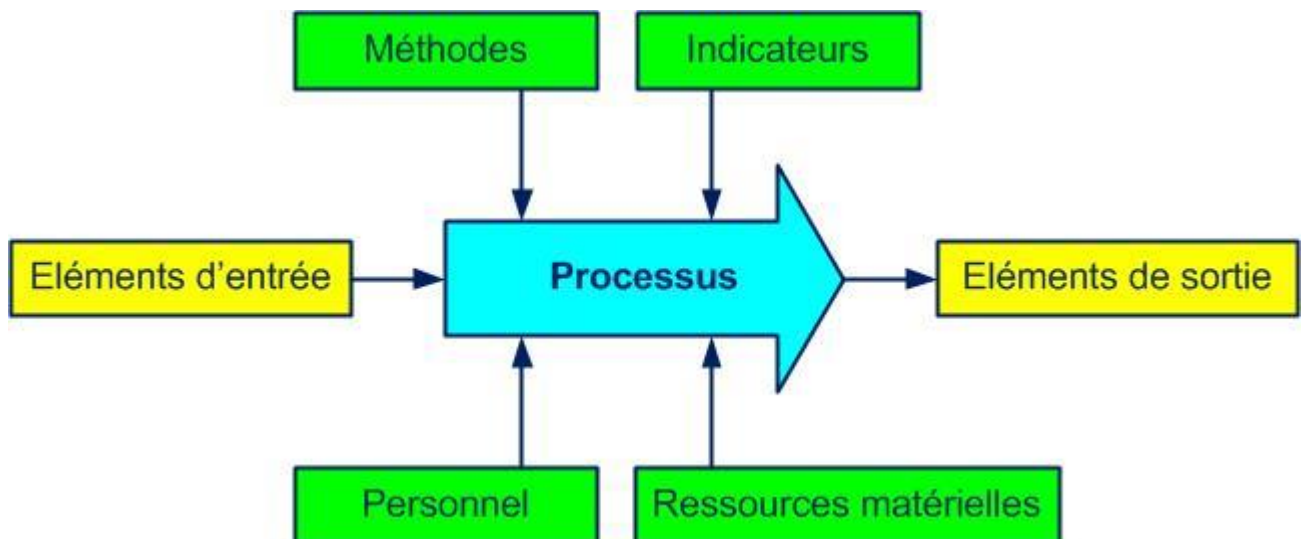 Méthodes
Indicateurs
Eléments d’entrée
Processus
Eléments de sortie
Personnel
Ressources matérielles